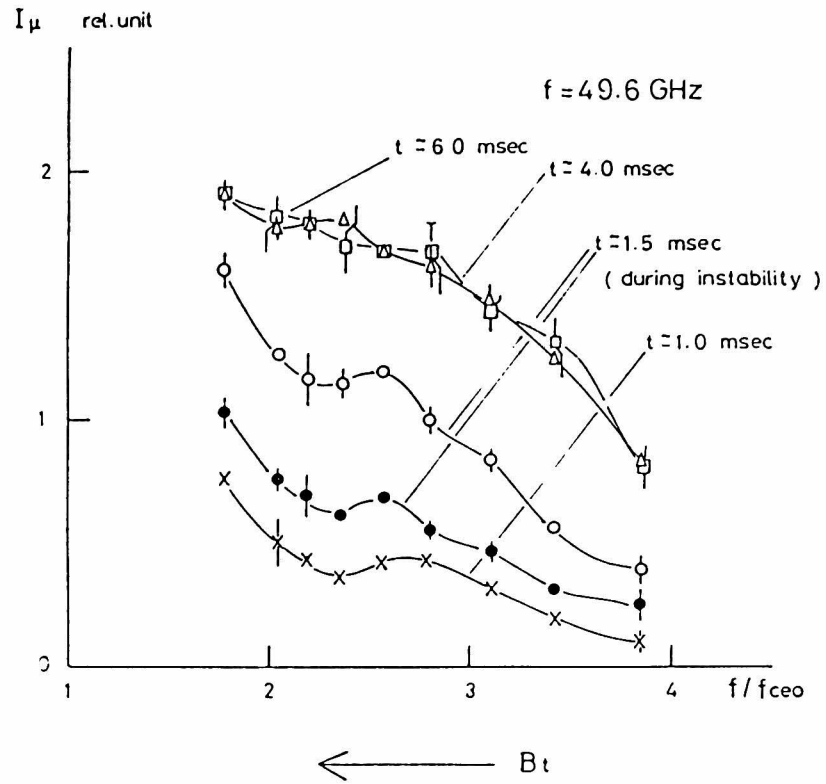 Iμ rel. unit
f = 49.6 GHz
t ≃ 6.0 msec
t ≃ 4.0 msec
2
t ≃ 1.5 msec
( during instability )
t ≃ 1.0 msec
1
0
1 2 3 4 f/fceo
Bt